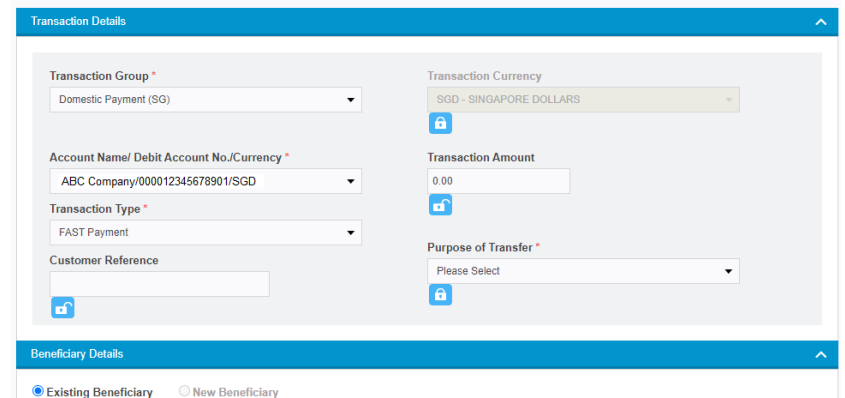 Transaction Details
Transaction Group *
Domestic Payment (SG)
Transaction Currency
SGD - SINGAPORE DOLLARS
Account Name/ Debit Account No./Currency *
ABC Company/000012345678901/SGD
Transaction Amount
0.00
Transaction Type *
FAST Payment
Purpose of Transfer *
Please Select
Customer Reference
Beneficiary Details
Existing Beneficiary
New Beneficiary